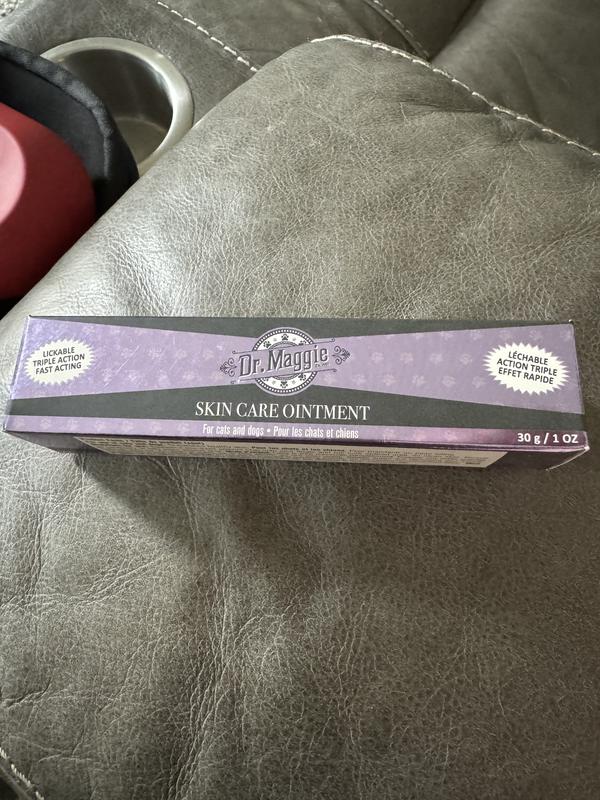 LICKABLE
TRIPLE ACTION
FAST ACTING
Dr. Maggie
LÉCHABLE
ACTION TRIPLE
EFFET RAPIDE
SKIN CARE OINTMENT
For cats and dogs • Pour les chats et chiens
30 g / 1 OZ